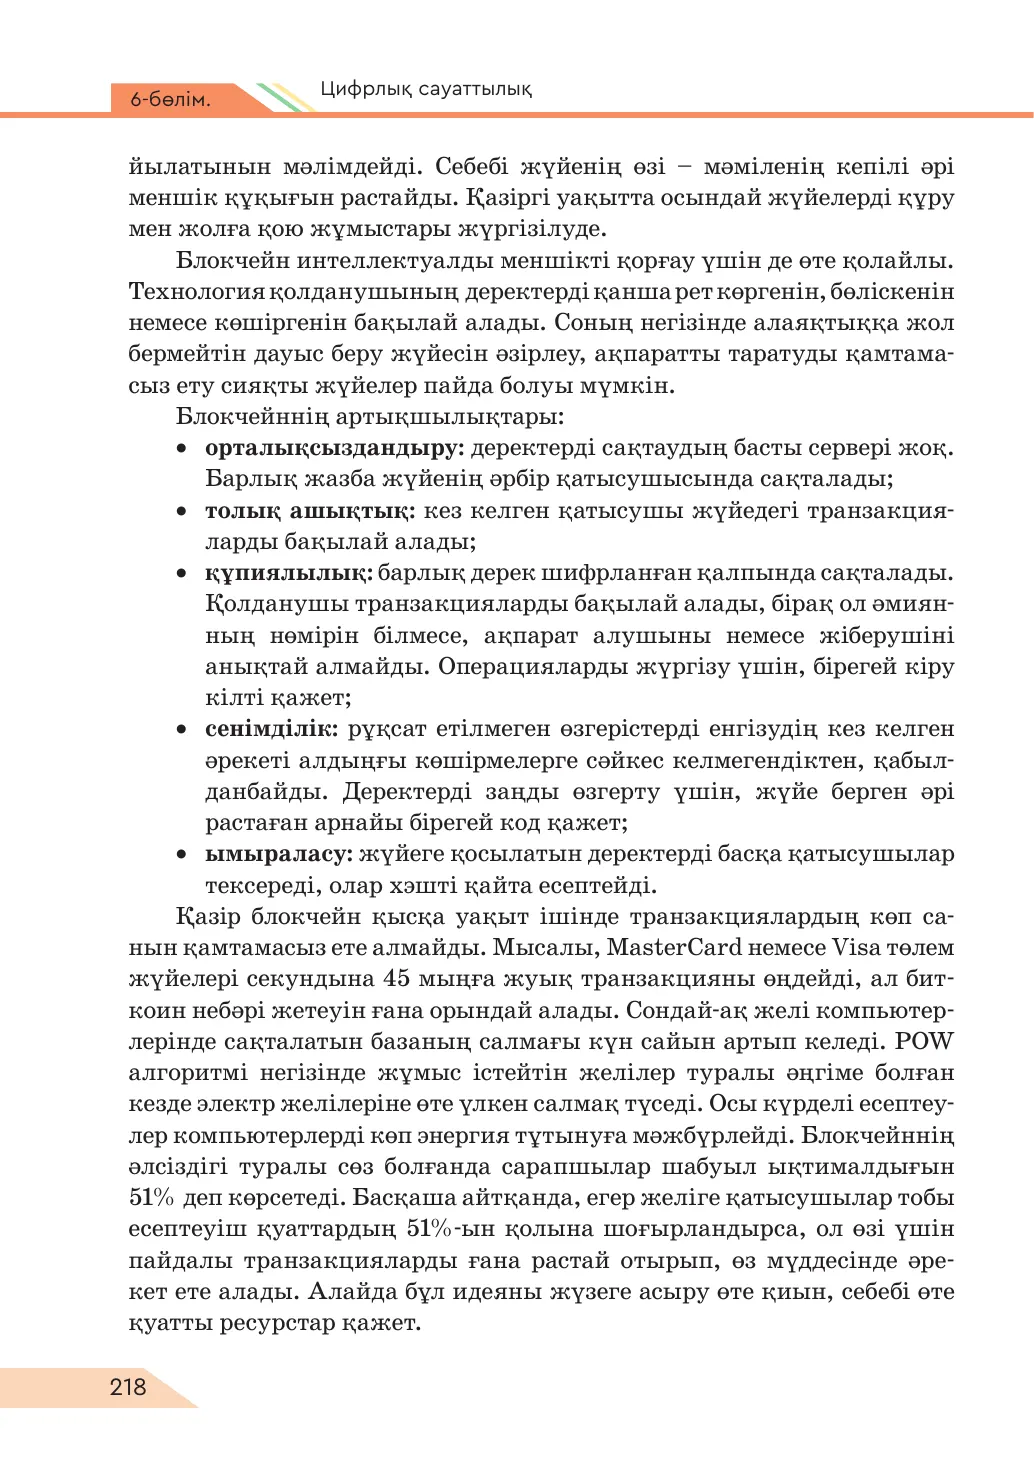 6-бөлім.
Цифрлық сауаттылық
йылатынын мәлімдейді. Себебі жүйенің өзі – мәміленің кепілі әрі
меншік құқығын растайды. Қазіргі уақытта осындай жүйелерді құру
мен жолға қою жұмыстары жүргізілуде.
Блокчейн интеллектуалды меншікті қорғау үшін де өте қолайлы.
Технология қолданушының деректерді қанша рет көргенін, бөліскенін
немесе көшіргенін бақылай алады. Соның негізінде алаяқтыққа жол
бермейтін дауыс беру жүйесін әзірлеу, ақпаратты таратуды қамтама-
сыз ету сияқты жүйелер пайда болуы мүмкін.
Блокчейннің артықшылықтары:
• орталықсыздандыру: деректерді сақтаудың басты сервері жоқ.
Барлық жазба жүйенің әрбір қатысушысында сақталады;
• толық ашықтық: кез келген қатысушы жүйедегі транзакция-
ларды бақылай алады;
• құпиялылық: барлық дерек шифрланған қалпында сақталады.
Қолданушы транзакцияларды бақылай алады, бірақ ол әмиян-
ның нөмірін білмесе, ақпарат алушыны немесе жіберушіні
анықтай алмайды. Операцияларды жүргізу үшін, бірегей кіру
кілті қажет;
• сенімділік: рұқсат етілмеген өзгерістерді енгізудің кез келген
әрекеті алдыңғы көшірмелерге сәйкес келмегендіктен, қабыл-
данбайды. Деректерді заңды өзгерту үшін, жүйе берген әрі
растаған арнайы бірегей код қажет;
• ымыраласу: жүйеге қосылатын деректерді басқа қатысушылар
тексереді, олар хэшті қайта есептейді.
Қазір блокчейн қысқа уақыт ішінде транзакциялардың көп са-
нын қамтамасыз ете алмайды. Мысалы, MasterCard немесе Visa төлем
жүйелері секундына 45 мыңға жуық транзакцияны өңдейді, ал бит-
коин небәрі жетеуін ғана орындай алады. Сондай-ақ желі компьютер-
лерінде сақталатын базаның салмағы күн сайын артып келеді. POW
алгоритмі негізінде жұмыс істейтін желілер туралы әңгіме болған
кезде электр желілеріне өте үлкен салмақ түседі. Осы күрделі есептеу-
лер компьютерлерді көп энергия тұтынуға мәжбүрлейді. Блокчейннің
әлсіздігі туралы сөз болғанда сарапшылар шабуыл ықтималдығын
51% деп көрсетеді. Басқаша айтқанда, егер желіге қатысушылар тобы
есептеуіш қуаттардың 51%-ын қолына шоғырландырса, ол өзі үшін
пайдалы транзакцияларды ғана растай отырып, өз мүддесінде әре-
кет ете алады. Алайда бұл идеяны жүзеге асыру өте қиын, себебі өте
қуатты ресурстар қажет.
218